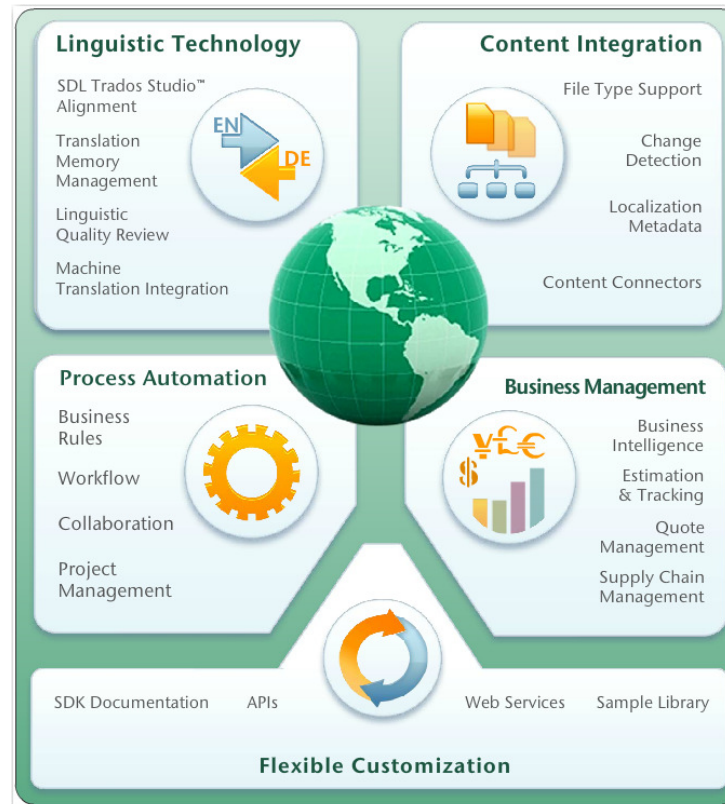 Linguistic Technology
SDL Trados Studio™
Alignment
Translation
Memory
Management
Linguistic
Quality Review
Machine
Translation Integration
EN
DE
Content Integration
File Type Support
Change
Detection
Localization
Metadata
Content Connectors
Process Automation
Business
Rules
Workflow
Collaboration
Project
Management
Business Management
¥£€
$
Business
Intelligence
Estimation
& Tracking
Quote
Management
Supply Chain
Management
SDK Documentation
APIs
Web Services
Sample Library
Flexible Customization